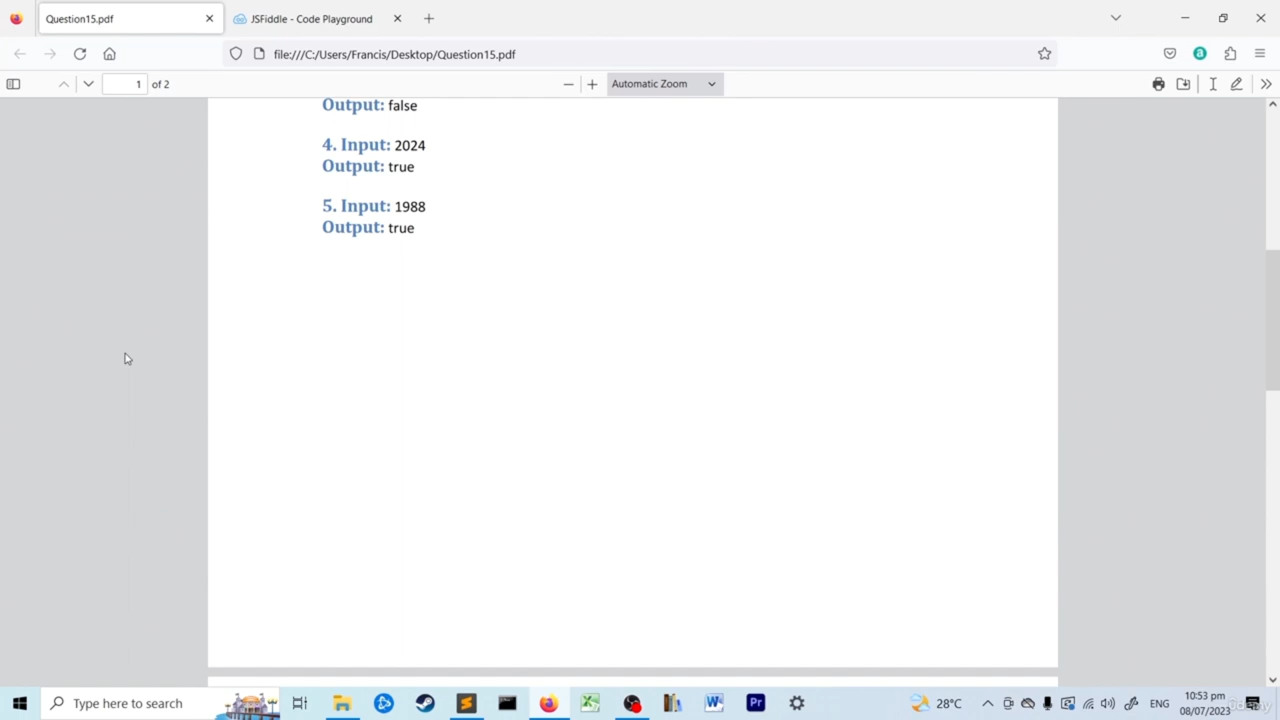 Question15.pdf
JSFiddle - Code Playground
file:///C:/Users/Francis/Desktop/Question15.pdf
1 of 2
Automatic Zoom
Output: false
4. Input: 2024
Output: true
5. Input: 1988
Output: true
Type here to search
28°C
ENG
10:53 pm
08/07/2023
udemy